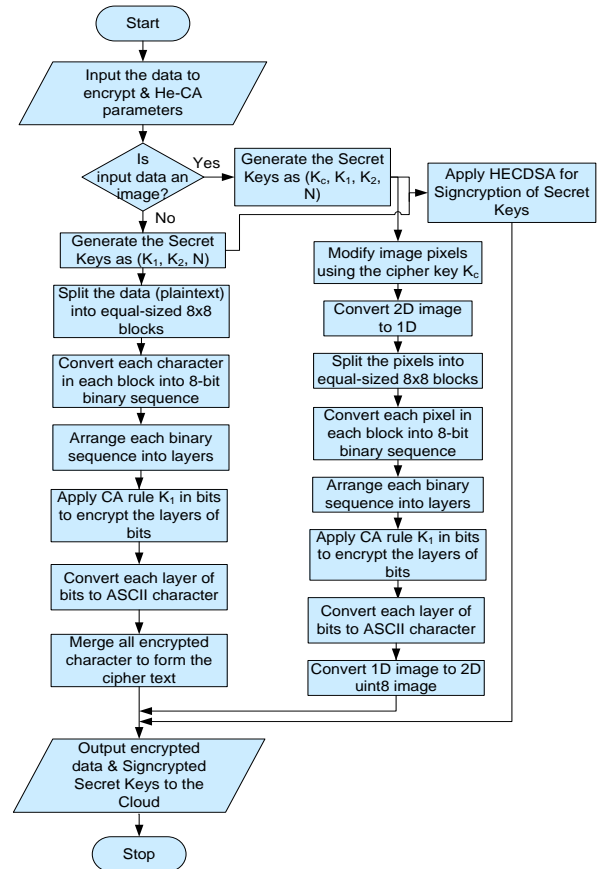 Start
Input the data to
encrypt & He-CA
parameters
Is
input data an
image?
Yes
No
Generate the Secret
Keys as (Kc, K1, K2,
N)
Apply HECDSA for
Signcryption of Secret
Keys
Generate the Secret
Keys as (K1, K2, N)
Split the data (plaintext)
into equal-sized 8x8
blocks
Convert each character
in each block into 8-bit
binary sequence
Arrange each binary
sequence into layers
Apply CA rule K1 in bits
to encrypt the layers of
bits
Convert each layer of
bits to ASCII character
Merge all encrypted
character to form the
cipher text
Modify image pixels
using the cipher key Kc
Convert 2D image
to 1D
Split the pixels into
equal-sized 8x8 blocks
Convert each pixel in
each block into 8-bit
binary sequence
Arrange each binary
sequence into layers
Apply CA rule K1 in bits
to encrypt the layers of
bits
Convert each layer of
bits to ASCII character
Convert 1D image to 2D
uint8 image
Output encrypted
data & Signcrypted
Secret Keys to the
Cloud
Stop